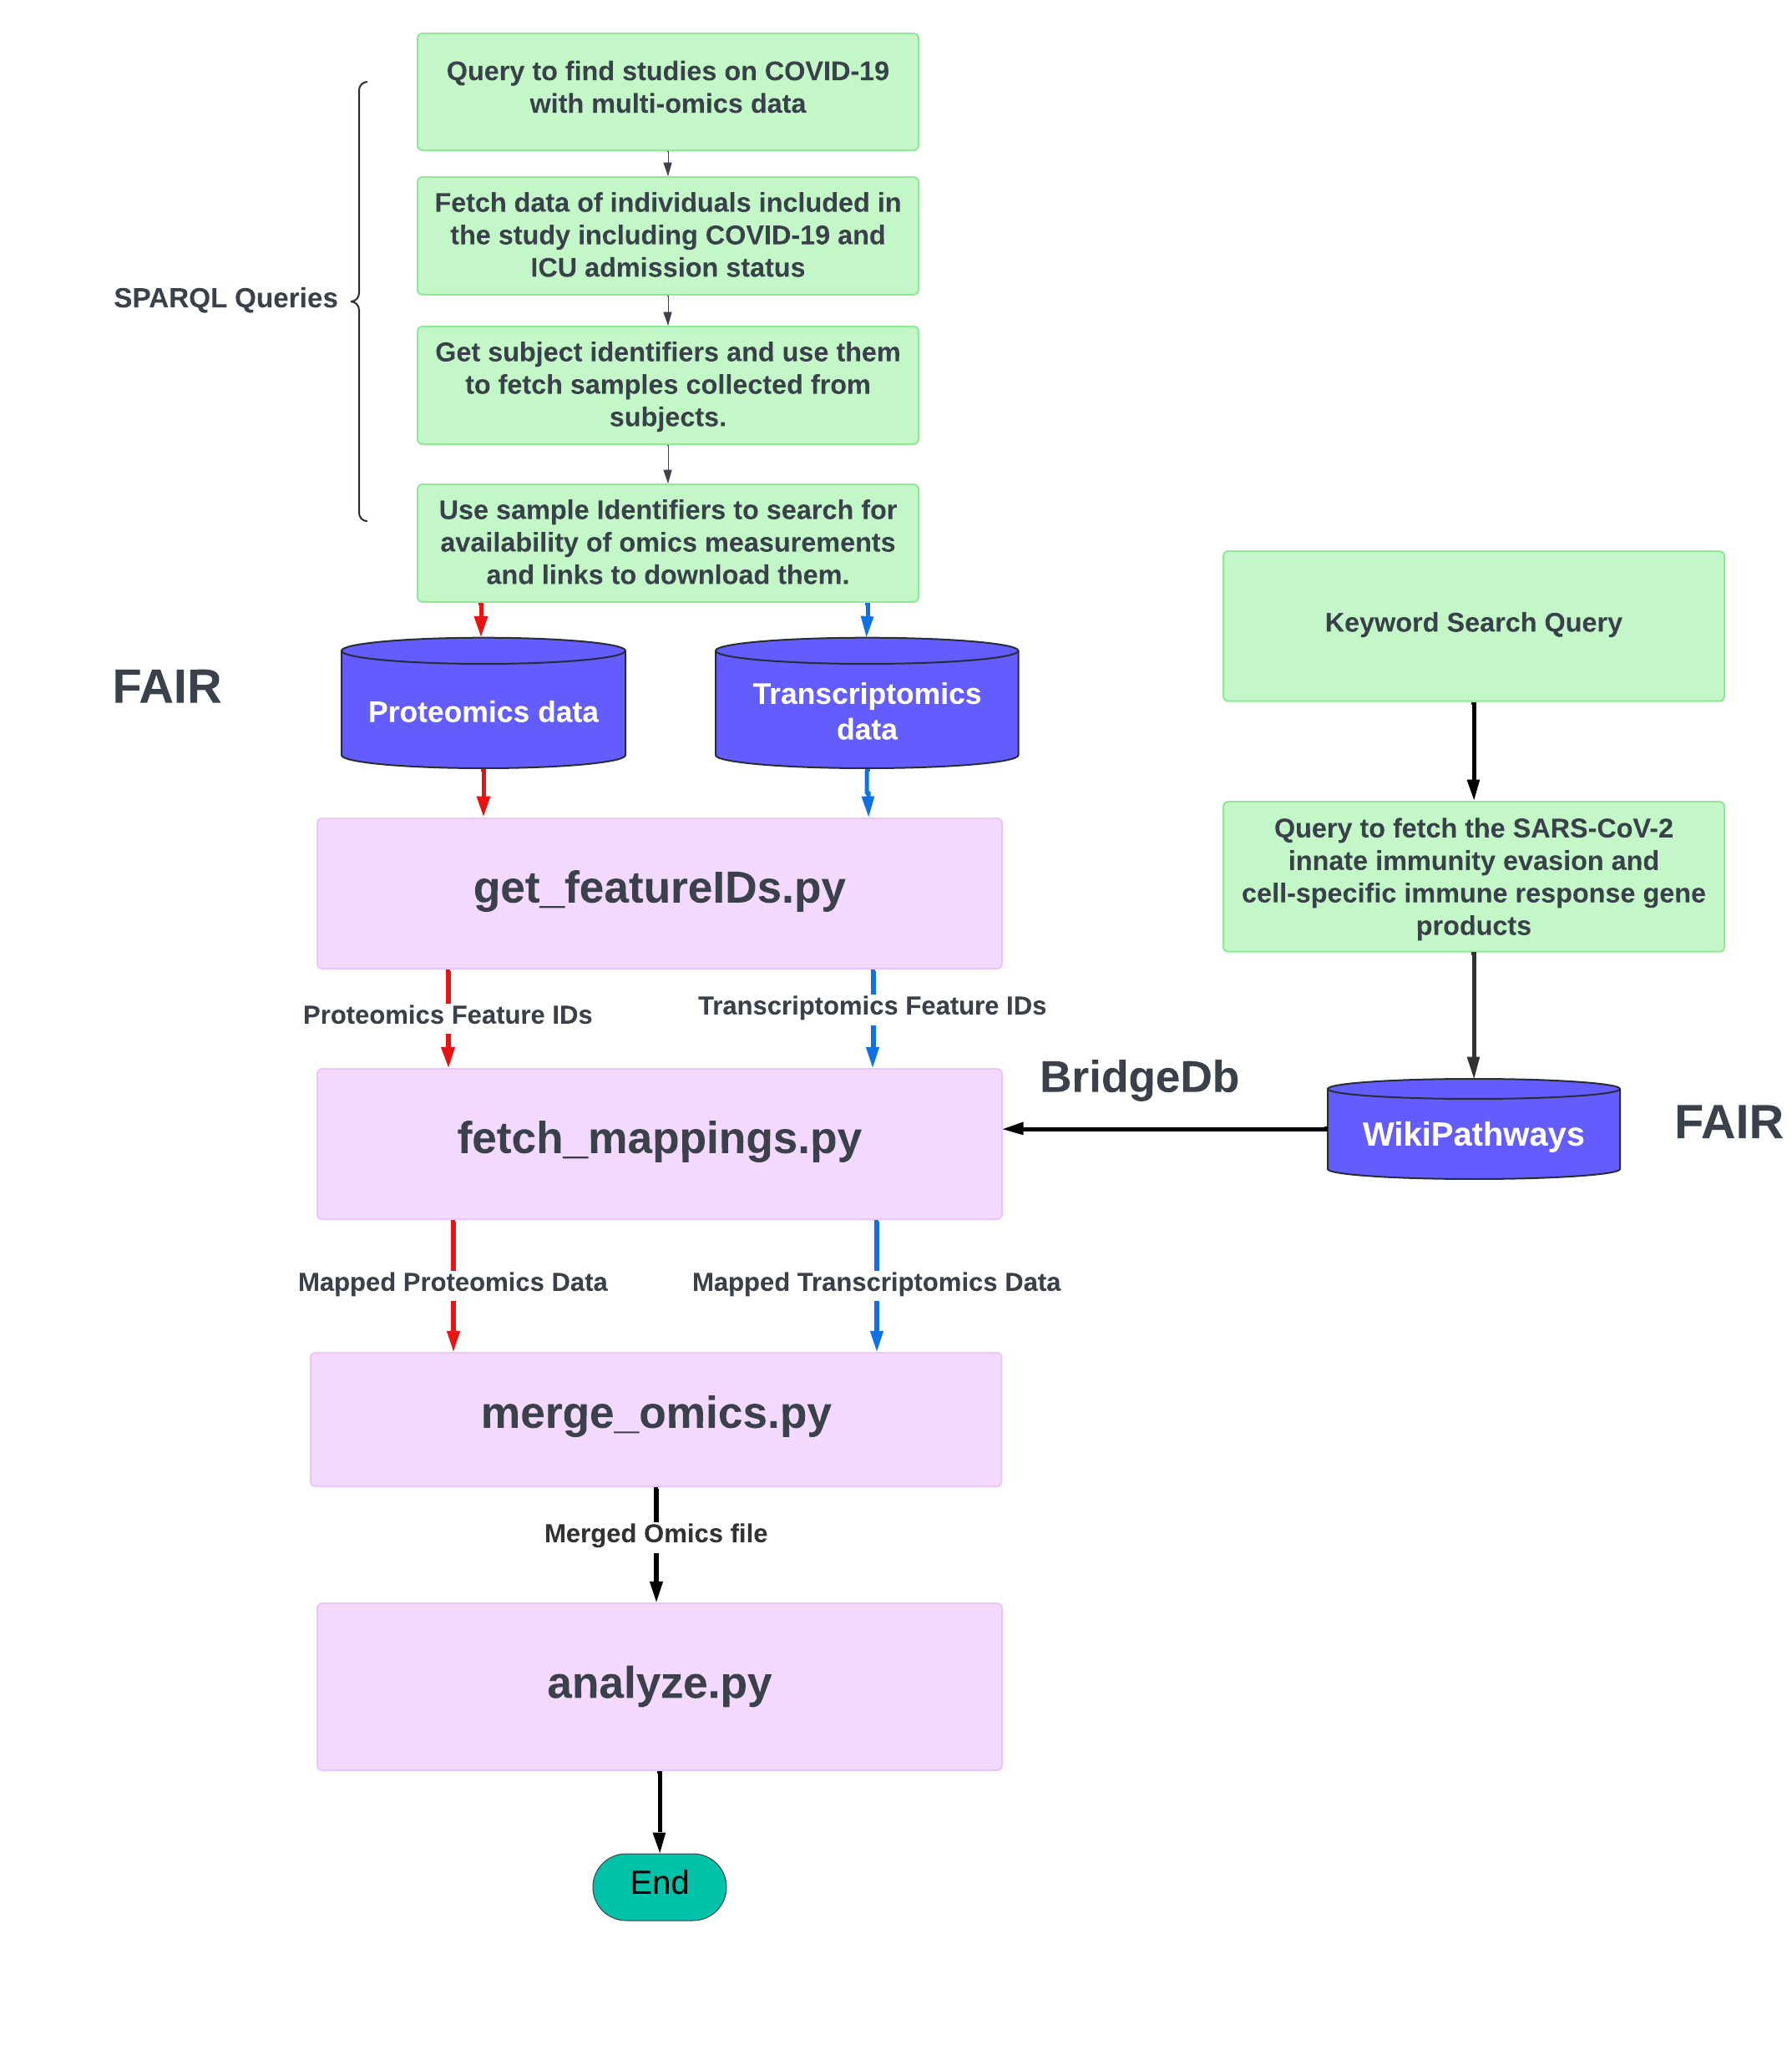 Query to find studies on COVID-19
with multi-omics data
Fetch data of individuals included in
the study including COVID-19 and
ICU admission status
SPARQL Queries
Get subject identifiers and use them
to fetch samples collected from
subjects.
Use sample Identifiers to search for
availability of omics measurements
and links to download them.
Keyword Search Query
FAIR
Proteomics data
Transcriptomics
data
Query to fetch the SARS-CoV-2
innate immunity evasion and
cell-specific immune response gene
products
get_featureIDs.py
Proteomics Feature IDs
Transcriptomics Feature IDs
BridgeDb
fetch_mappings.py
WikiPathways
FAIR
Mapped Proteomics Data
Mapped Transcriptomics Data
merge_omics.py
Merged Omics file
analyze.py
End